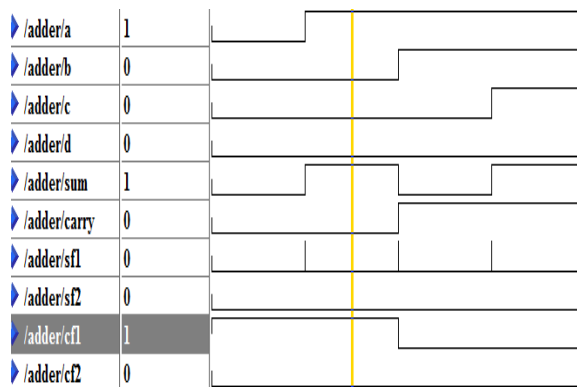 /adder/a 1
/adder/b 0
/adder/c 0
/adder/d 0
/adder/sum 1
/adder/carry 0
/adder/sf1 0
/adder/sf2 0
/adder/cf1 1
/adder/cf2 0